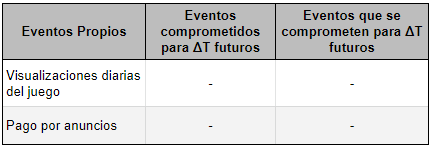 Eventos Propios
Eventos
comprometidos
para ΔT futuros
Eventos que se
comprometen para ΔT
futuros
Visualizaciones diarias
del juego
-
-
Pago por anuncios
-
-